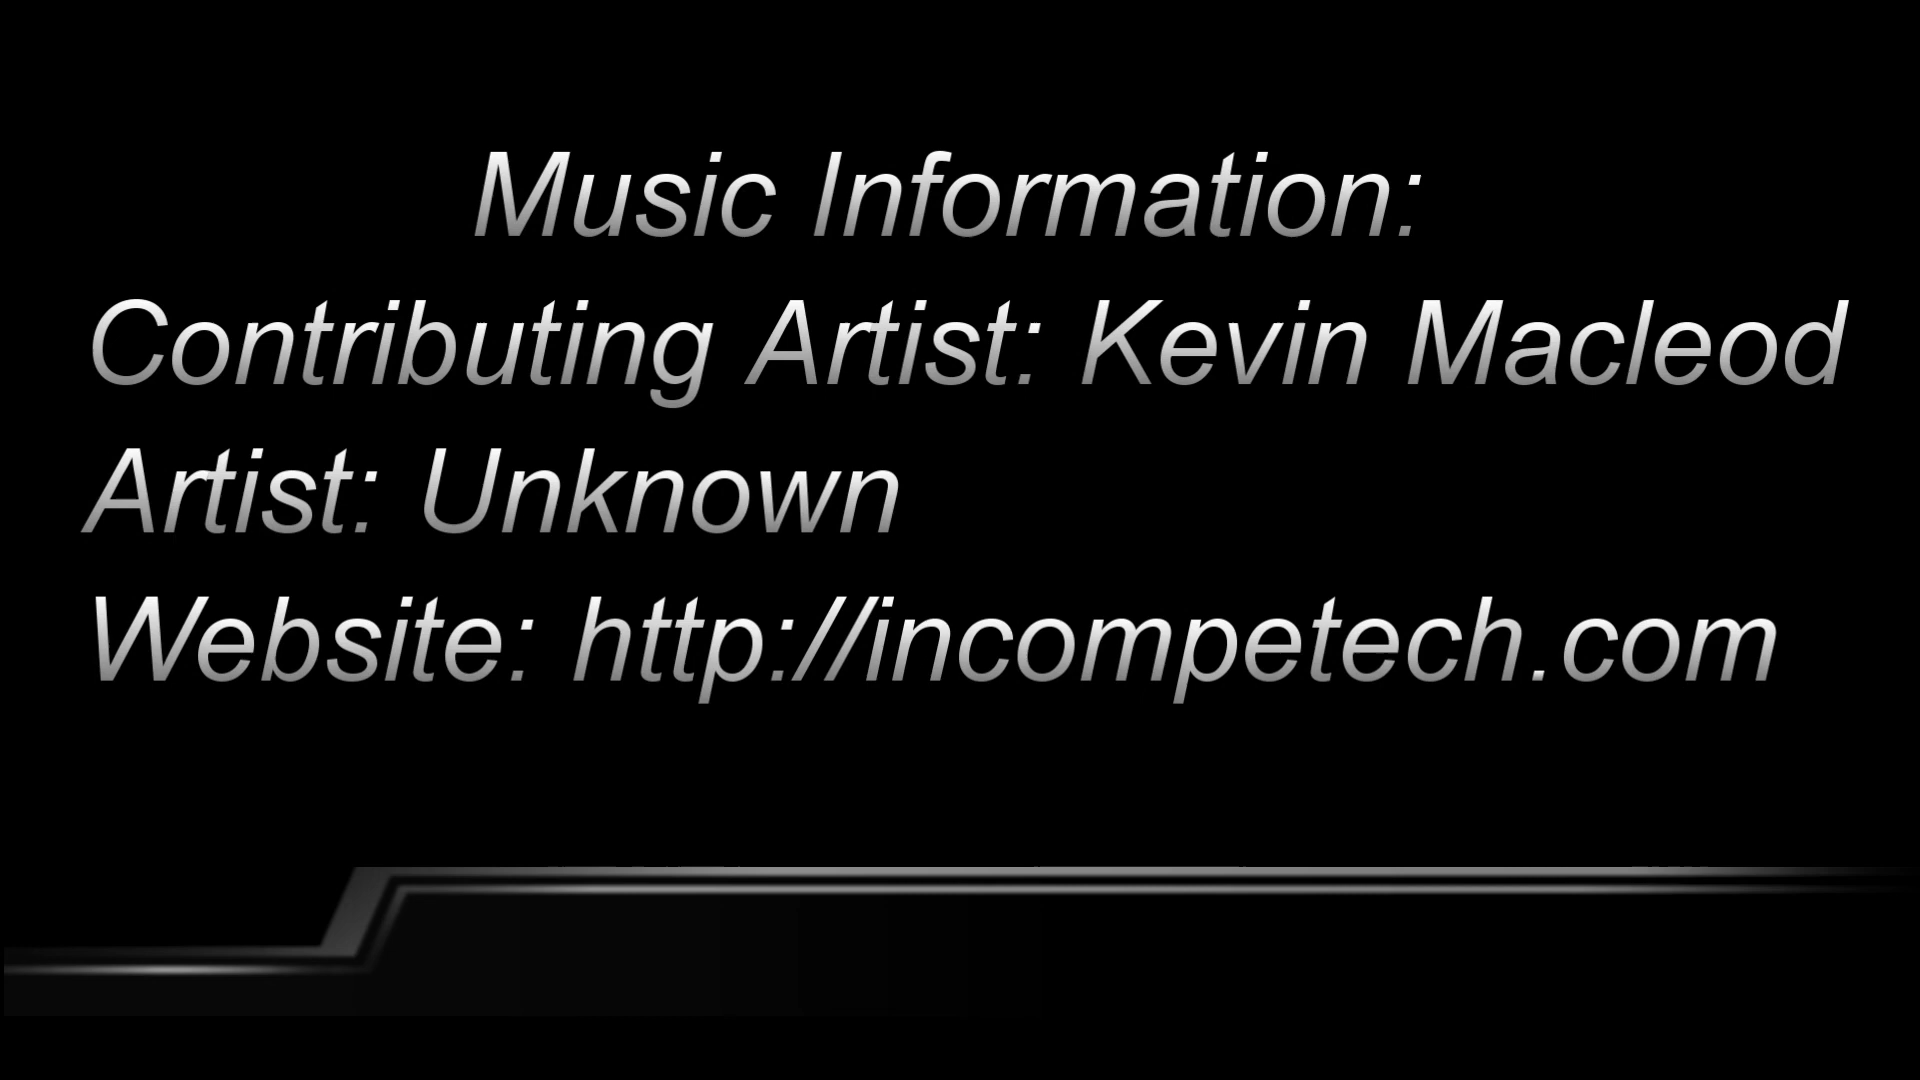 Music Information:
Contributing Artist: Kevin Macleod
Artist: Unknown
Website: http://incompetech.com